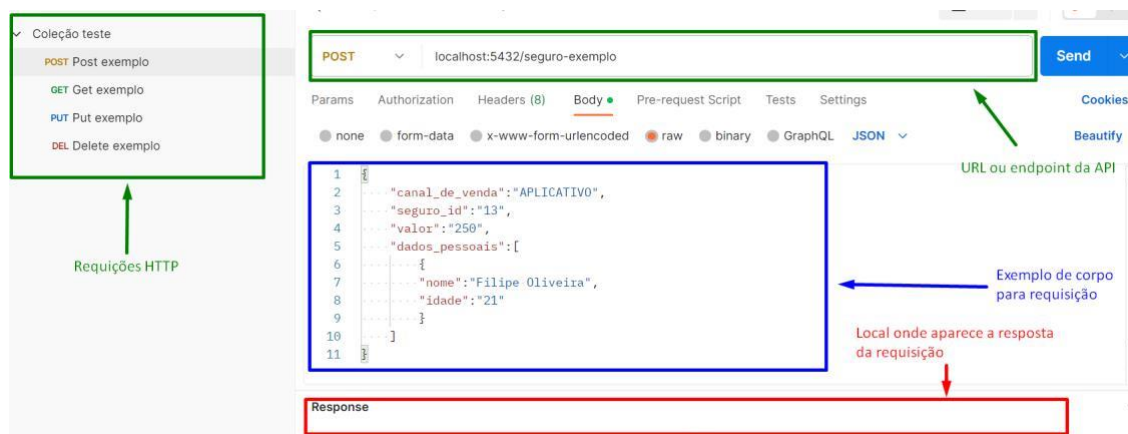 Coleção teste
POST Post exemplo
GET Get exemplo
PUT Put exemplo
DEL Delete exemplo
Requições HTTP
POST localhost:5432/seguro-exemplo
Send
Params Authorization Headers (8) Body Pre-request Script Tests Settings Cookies
none form-data x-www-form-urlencoded raw binary GraphQL JSON Beautify
URL ou endpoint da API
1 {
2 "canal_de_venda":"APLICATIVO",
3 "seguro_id":"13",
4 "valor":"250",
5 "dados_pessoais":[
6 {
7 "nome":"Filipe Oliveira",
8 "idade":"21"
9 }
10 ]
11 }
Exemplo de corpo
para requisição
Local onde aparece a resposta
da requisição
Response